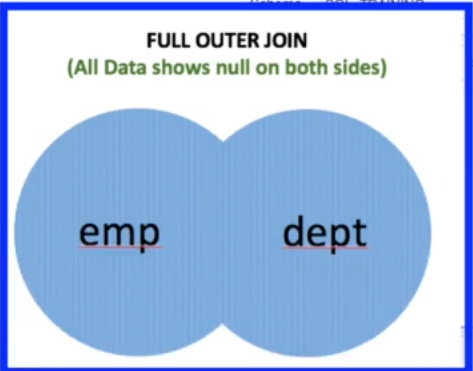 FULL OUTER JOIN
(All Data shows null on both sides)
emp
dept